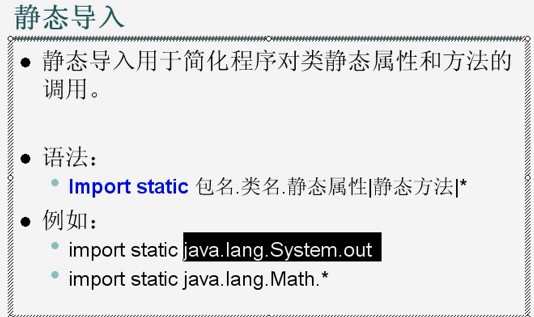 静态导入
静态导入用于简化程序对类静态属性和方法的
调用。
语法：
Import static 包名.类名.静态属性|静态方法|*
例如：
import static java.lang.System.out
import static java.lang.Math.*